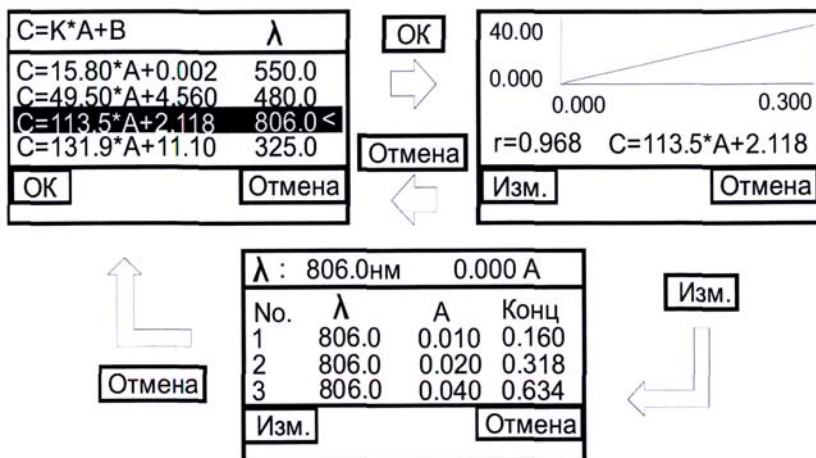 C=K*A+B λ
C=15.80*A+0.002 550.0
C=49.50*A+4.560 480.0
C=113.5*A+2.118 806.0<
C=131.9*A+11.10 325.0
OK Отмена
OK
Отмена
40.00
0.000
0.000 0.300
r=0.968 C=113.5*A+2.118
Изм. Отмена
λ : 806.0нм 0.000 A
No. λ A Конц
1 806.0 0.010 0.160
2 806.0 0.020 0.318
3 806.0 0.040 0.634
Изм. Отмена
Изм.
Отмена